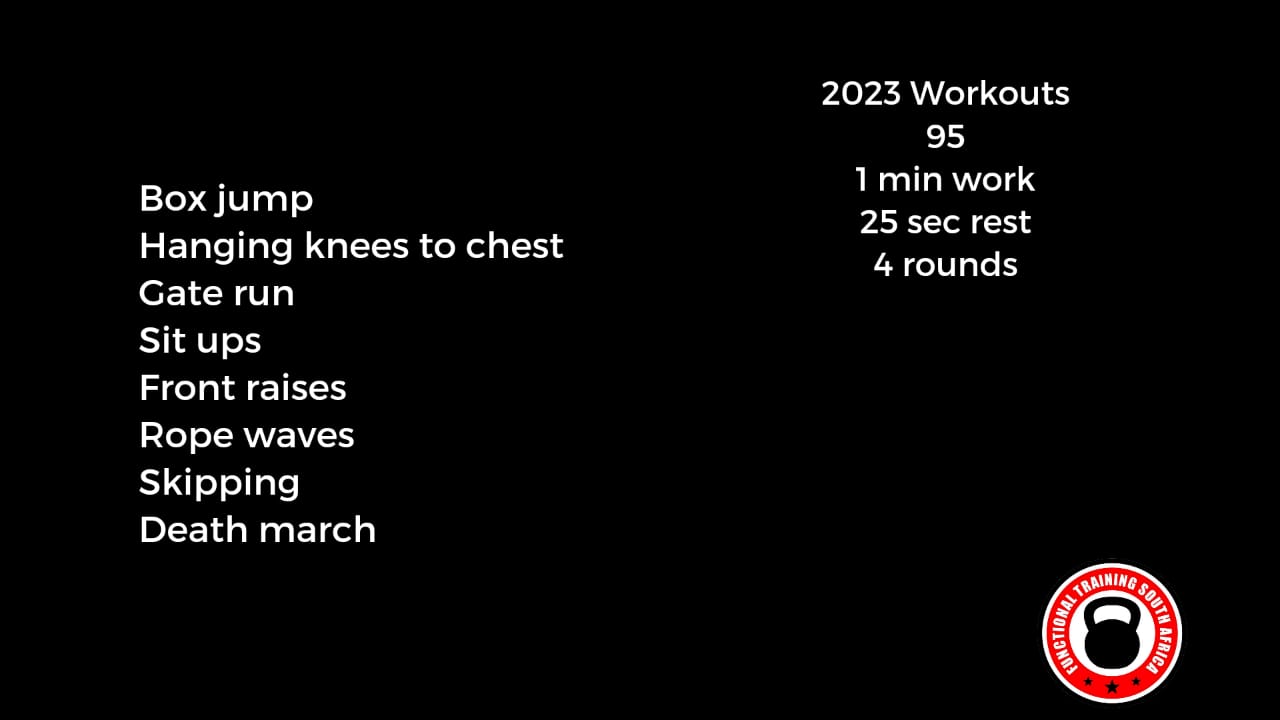 2023 Workouts
95
1 min work
25 sec rest
4 rounds
Box jump
Hanging knees to chest
Gate run
Sit ups
Front raises
Rope waves
Skipping
Death march
FUNCTIONAL TRAINING SOUTH AFRICA